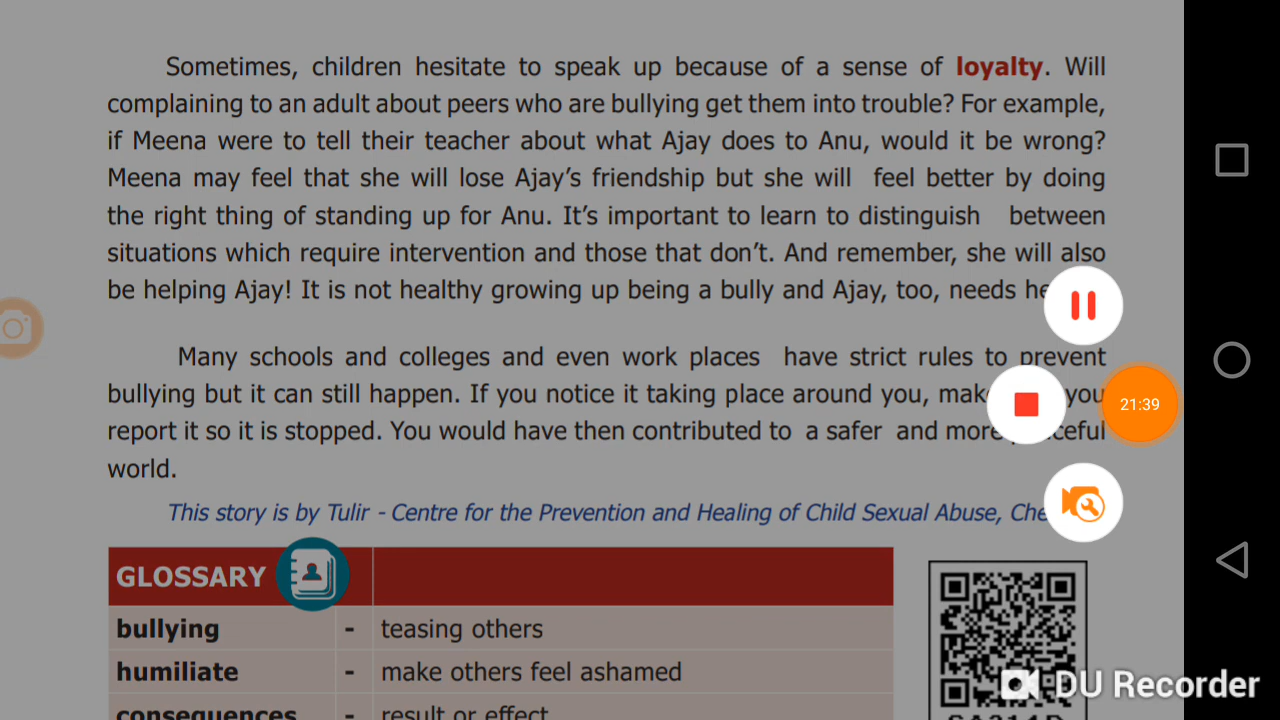 Sometimes, children hesitate to speak up because of a sense of loyalty. Will
complaining to an adult about peers who are bullying get them into trouble? For example,
if Meena were to tell their teacher about what Ajay does to Anu, would it be wrong?
Meena may feel that she will lose Ajay's friendship but she will feel better by doing
the right thing of standing up for Anu. It's important to learn to distinguish between
situations which require intervention and those that don't. And remember, she will also
be helping Ajay! It is not healthy growing up being a bully and Ajay, too, needs
Many schools and colleges and even work places have strict rules to prevent
bullying but it can still happen. If you notice it taking place around you, you
21:39
report it so it is stopped. You would have then contributed to a safer and more
world.
This story is by Tulir - Centre for the Prevention and Healing of Child Sexual Abuse,
GLOSSARY
bullying - teasing others
humiliate - make others feel ashamed
consequences - result or effect
DU Recorder